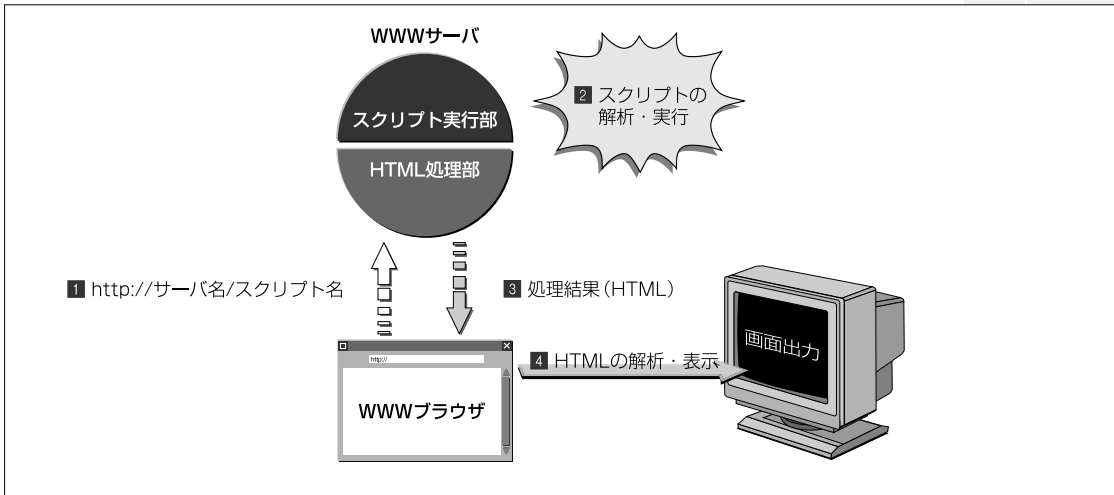 WWWサーバ
スクリプト実行部
HTML処理部
2 スクリプトの
解析・実行
1 http://サーバ名/スクリプト名
3 処理結果(HTML)
http://
WWWブラウザ
4 HTMLの解析・表示
画面出力